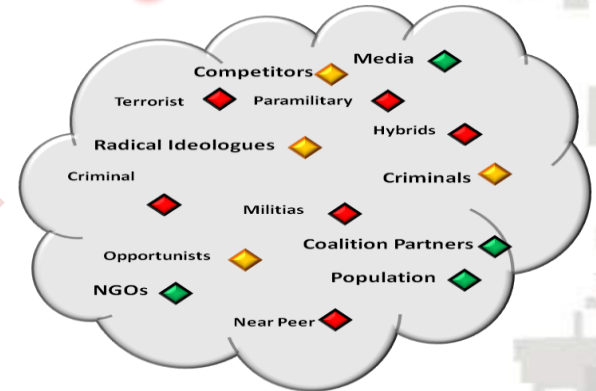 Media
Competitors
Terrorist
Paramilitary
Hybrids
Radical Ideologues
Criminal
Criminals
Militias
Coalition Partners
Opportunists
Population
NGOs
Near Peer